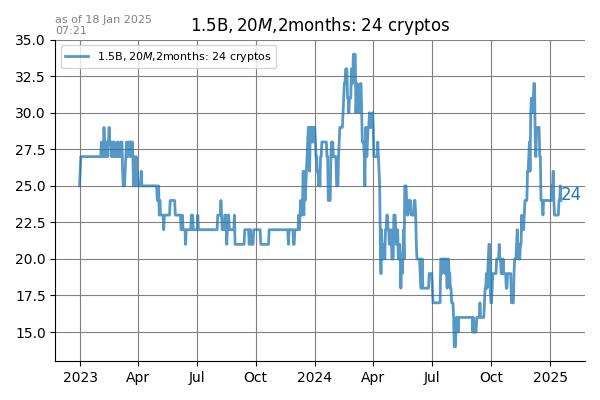 as of 18 Jan 2025
07:21
1.5B, 20M,2months: 24 cryptos
1.5B, 20M,2months: 24 cryptos
35.0
32.5
30.0
27.5
25.0
22.5
20.0
17.5
15.0
24
2023 Apr Jul Oct 2024 Apr Jul Oct 2025